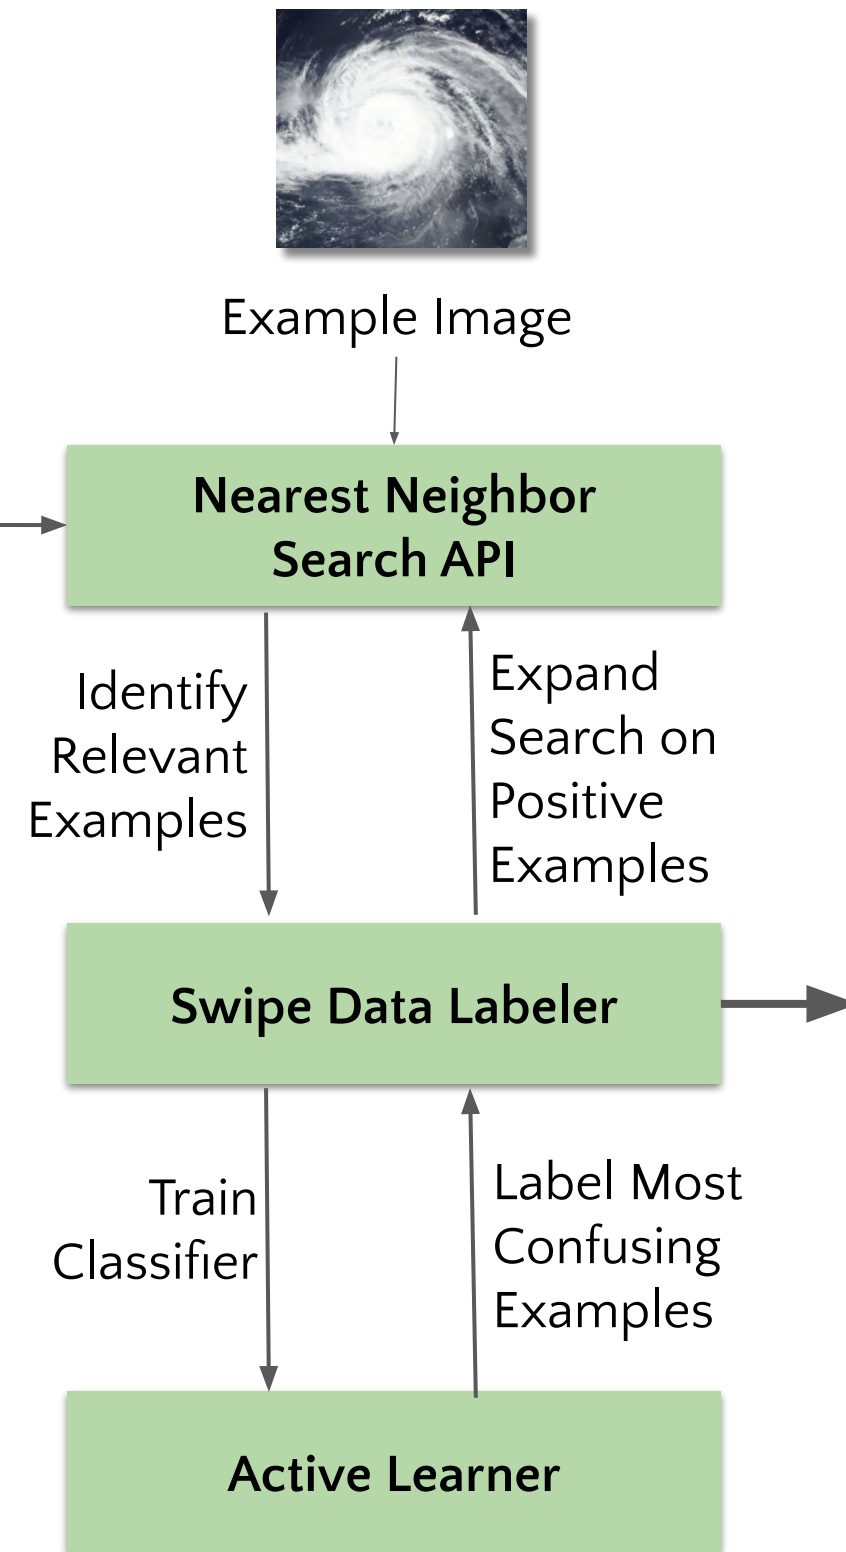 Example Image
Nearest Neighbor
Search API
Identify
Relevant
Examples
Expand
Search on
Positive
Examples
Swipe Data Labeler
Train
Classifier
Label Most
Confusing
Examples
Active Learner